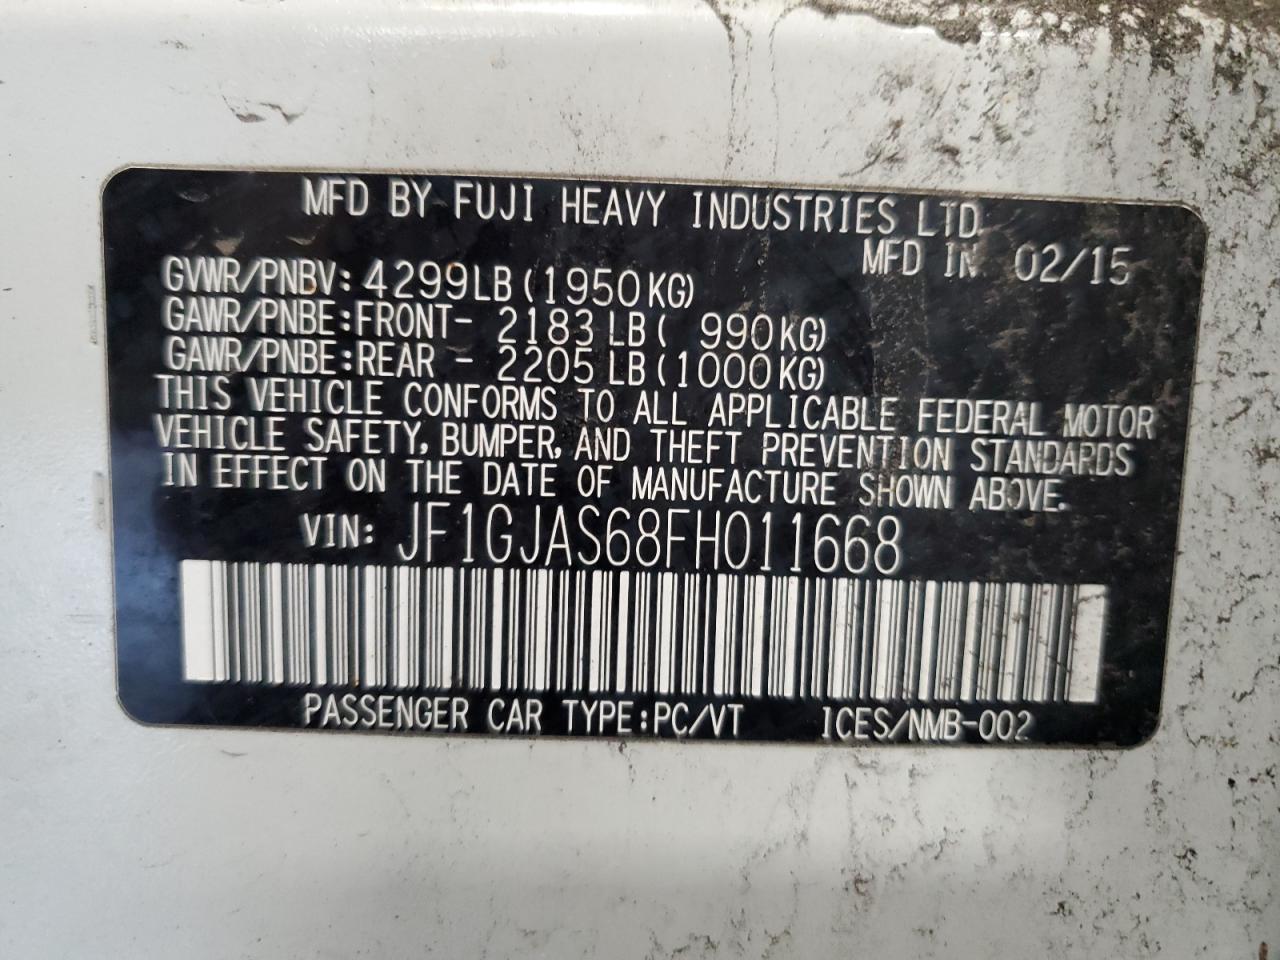 MFD BY FUJI HEAVY INDUSTRIES LTD
MFD IN 02/15
GVWR/PNBV: 4299LB (1950KG)
GAWR/PNBE:FRONT- 2183 LB ( 990KG)
GAWR/PNBE:REAR - 2205 LB (1000KG)
THIS VEHICLE CONFORMS TO ALL APPLICABLE FEDERAL MOTOR
VEHICLE SAFETY, BUMPER, AND THEFT PREVENTION STANDARDS
IN EFFECT ON THE DATE OF MANUFACTURE SHOWN ABOVE.
VIN: JF1GJAS68FH011668
PASSENGER CAR TYPE:PC/VT ICES/NMB-002